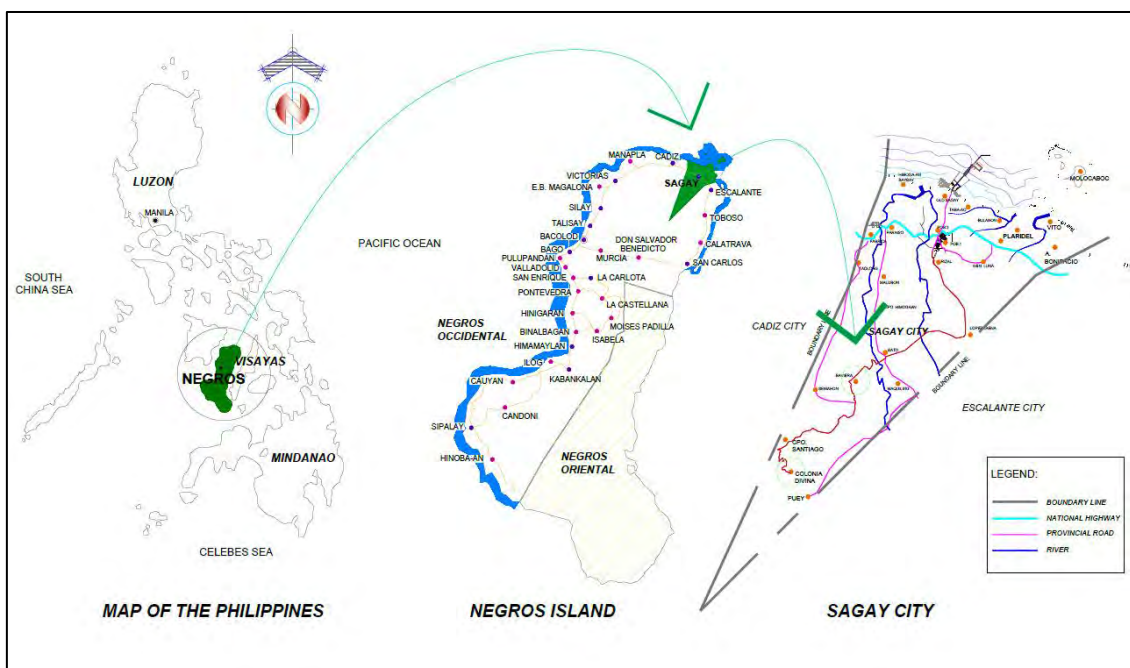 N
LUZON
MANILA
SOUTH
CHINA SEA
PACIFIC OCEAN
VISAYAS
NEGROS
MINDANAO
CELEBES SEA
MAP OF THE PHILIPPINES
MANAPLA
CADIZ
VICTORIAS
E.B. MAGALONA
SAGAY
ESCALANTE
SILAY
TOBOSO
TALISAY
BACOLOD
DON SALVADOR
BENEDICTO
CALATRAVA
BAGO
MURCIA
PULUPANDAN
VALLADOLID
SAN CARLOS
SAN ENRIQUE
LA CARLOTA
PONTEVEDRA
LA CASTELLANA
HINIGARAN
MOISES PADILLA
NEGROS
OCCIDENTAL
BINALBAGAN
ISABELA
HIMAMAYLAN
ILOG
KABANKALAN
CAUYAN
CANDONI
SIPALAY
HINOBA-AN
NEGROS
ORIENTAL
NEGROS ISLAND
MOLOCABOC
PLARIDEL
VITO
A.
BONIFACIO
RIZAL
CADIZ CITY
BOUNDARY LINE
SAGAY CITY
BOUNDARY LINE
ESCALANTE CITY
CPO.
SANTIAGO
COLONIA
DIVINA
PUEY
LEGEND:
BOUNDARY LINE
NATIONAL HIGHWAY
PROVINCIAL ROAD
RIVER
SAGAY CITY